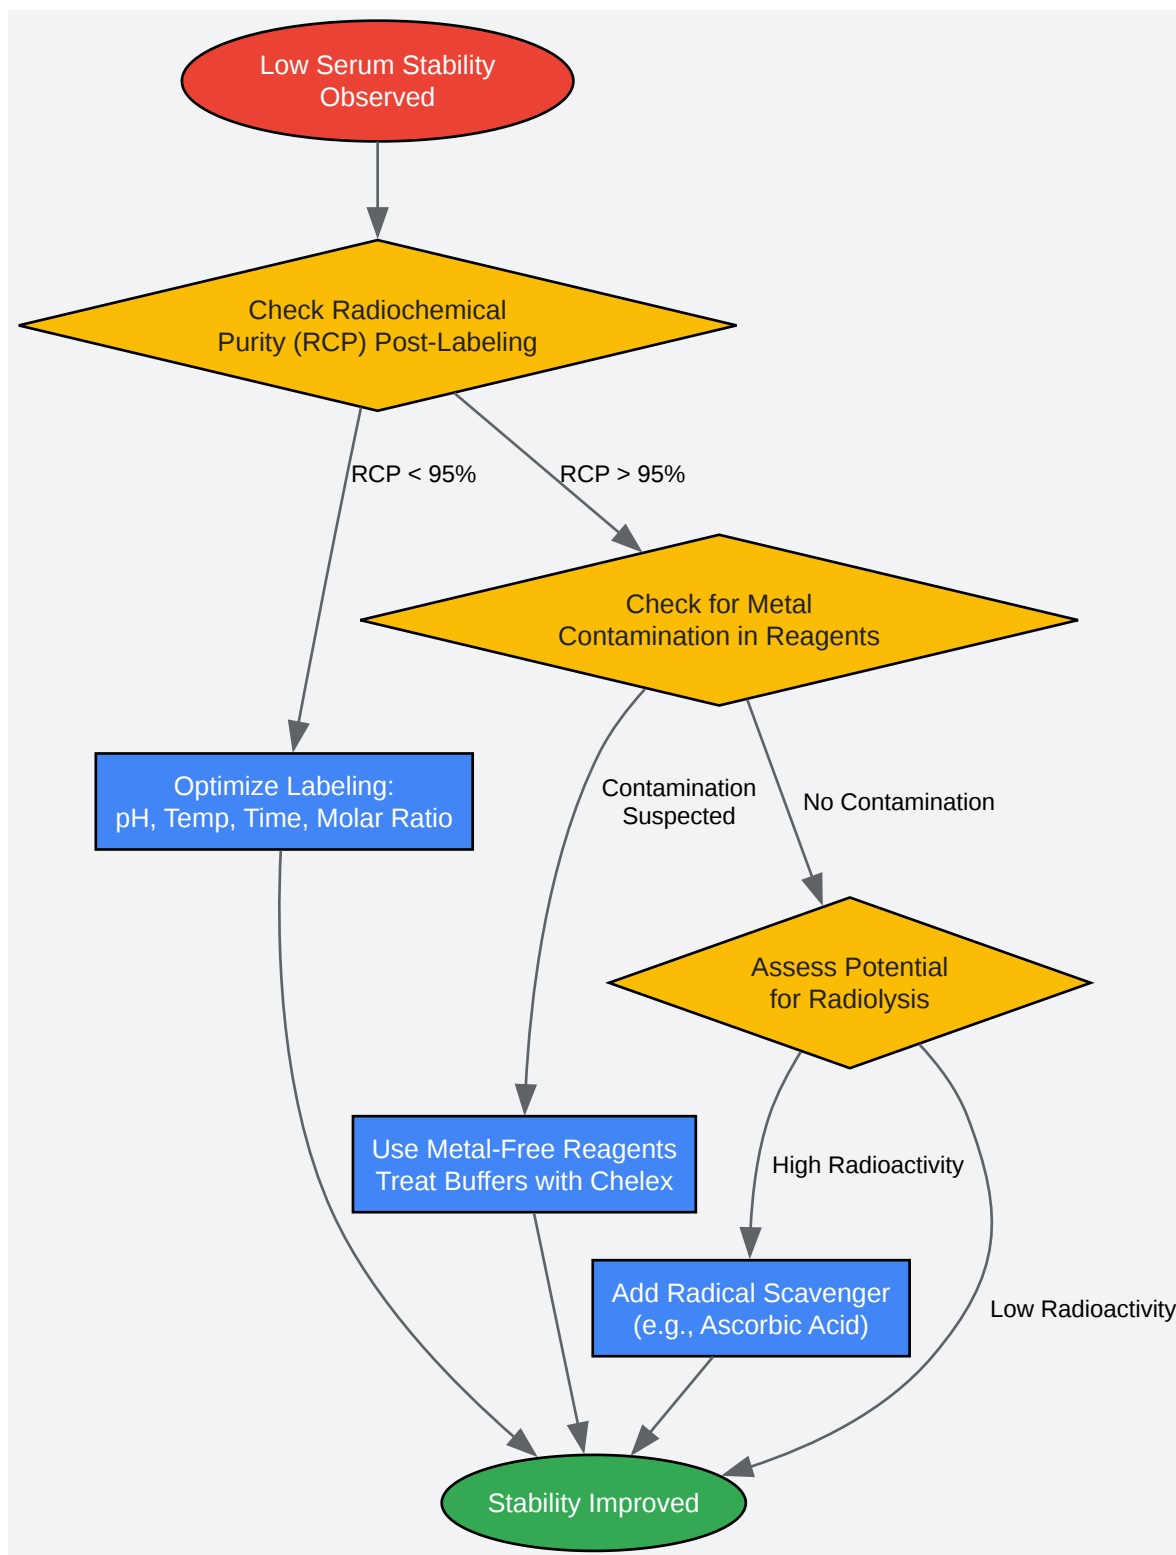 Low Serum Stability
Observed
Check Radiochemical
Purity (RCP) Post-Labeling
RCP < 95%
RCP > 95%
Check for Metal
Contamination in Reagents
Optimize Labeling:
pH, Temp, Time, Molar Ratio
Contamination
Suspected
No Contamination
Assess Potential
for Radiolysis
Use Metal-Free Reagents
Treat Buffers with Chelex
High Radioactivity
Add Radical Scavenger
(e.g., Ascorbic Acid)
Low Radioactivity
Stability Improved